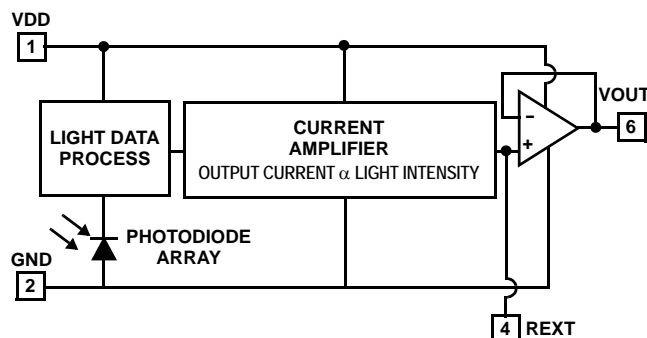 VDD
1
VOUT
6
LIGHT DATA
PROCESS
CURRENT
AMPLIFIER
OUTPUT CURRENT α LIGHT INTENSITY
-
+
PHOTODIODE
ARRAY
GND
2
4 REXT